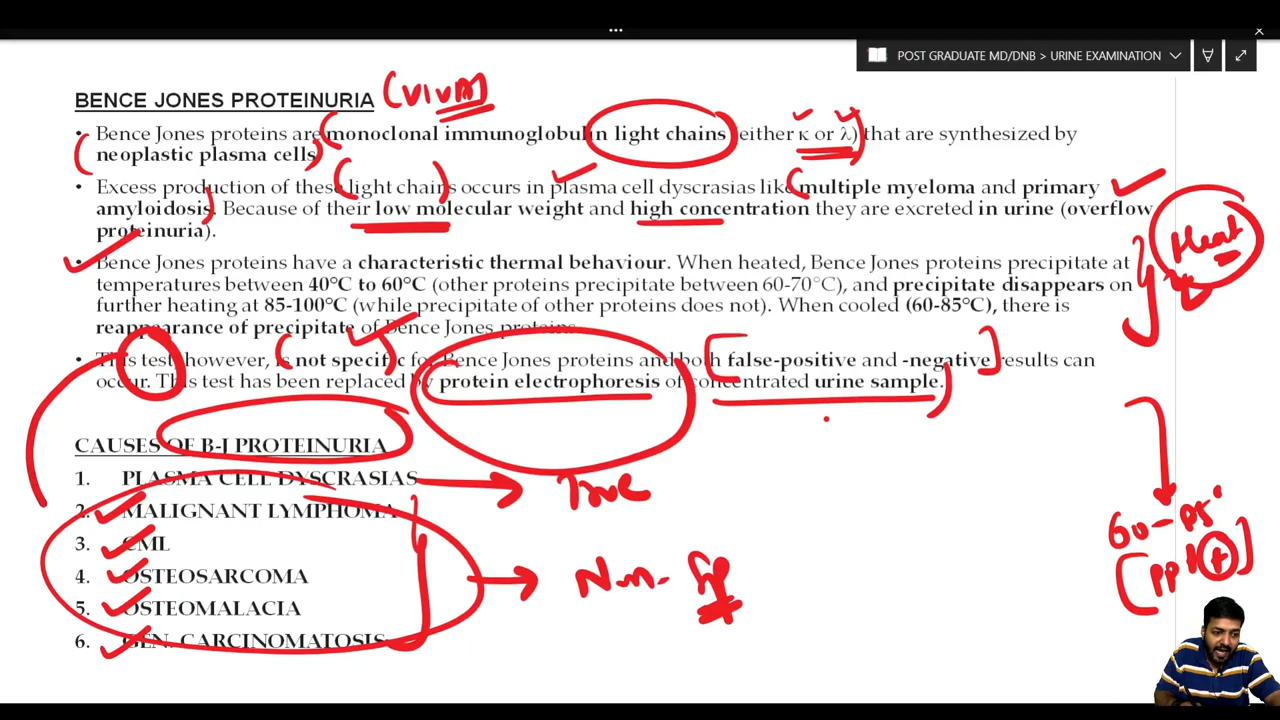 POST GRADUATE MD/DNB > URINE EXAMINATION
BENCE JONES PROTEINURIA (VIVA)
• Bence Jones proteins are monoclonal immunoglobulin light chains (either κ or λ) that are synthesized by
neoplastic plasma cells.
• Excess production of these light chains occurs in plasma cell dyscrasias like multiple myeloma and primary
amyloidosis. Because of their low molecular weight and high concentration they are excreted in urine (overflow
proteinuria).
Heat
• Bence Jones proteins have a characteristic thermal behaviour. When heated, Bence Jones proteins precipitate at
temperatures between 40°C to 60°C (other proteins precipitate between 60-70°C), and precipitate disappears on
further heating at 85-100°C (while precipitate of other proteins does not). When cooled (60-85°C), there is
reappearance of precipitate of Bence Jones proteins.
• This test, however, is not specific for Bence Jones proteins and both false-positive and -negative results can
occur. This test has been replaced by protein electrophoresis of concentrated urine sample.
CAUSES OF B-J PROTEINURIA
1. PLASMA CELL DYSCRASIAS True
2. MALIGNANT LYMPHOMA
3. CML
4. OSTEOSARCOMA
5. OSTEOMALACIA
6. GEN. CARCINOMATOSIS
60-85°